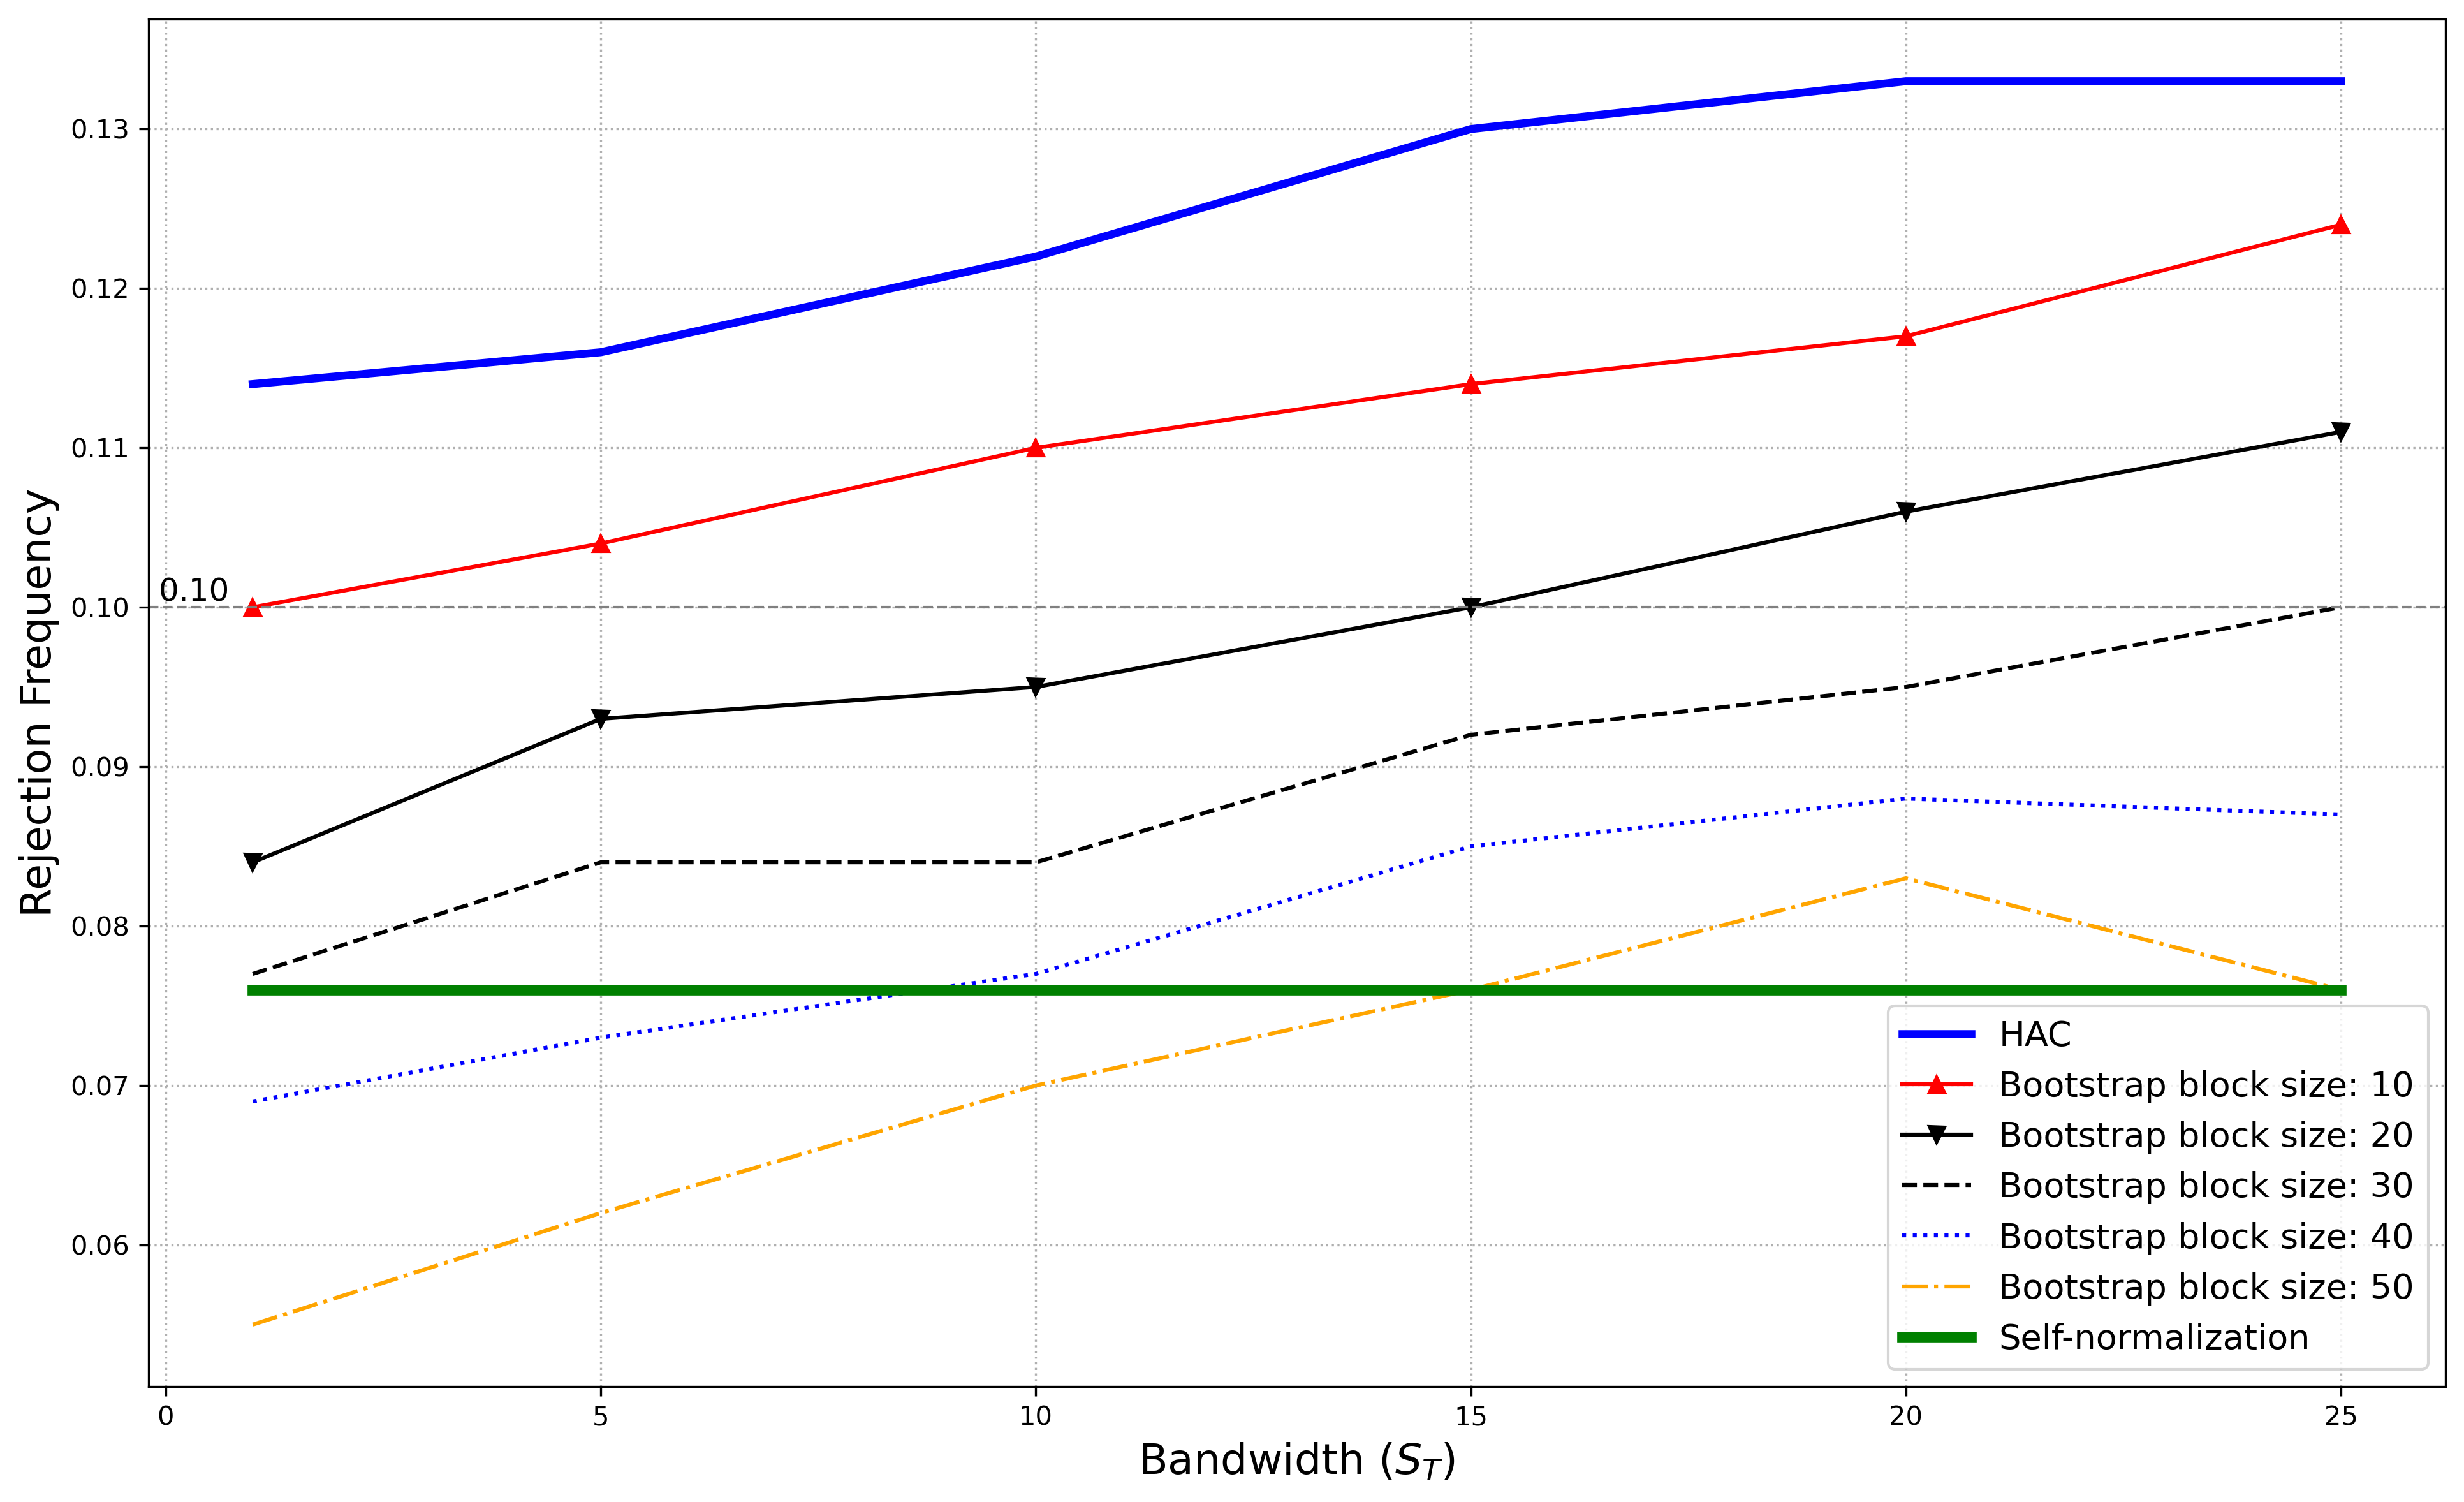 Rejection Frequency
0.13
0.12
0.11
0.10
0.10
0.09
0.08
0.07
0.06
0
5
10
15
20
25
Bandwidth (S_T)
HAC
Bootstrap block size: 10
Bootstrap block size: 20
Bootstrap block size: 30
Bootstrap block size: 40
Bootstrap block size: 50
Self-normalization